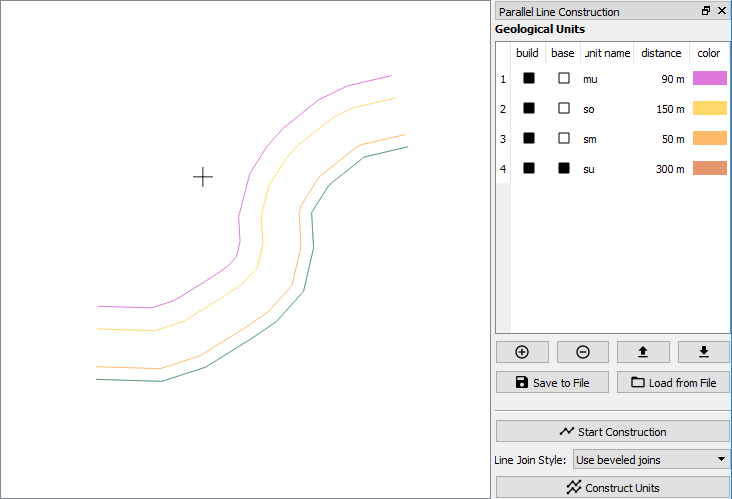 Parallel Line Construction
Geological Units
build base unit name distance color
1 mu 90 m
2 so 150 m
3 sm 50 m
4 su 300 m
Save to File Load from File
Start Construction
Line Join Style: Use beveled joins
Construct Units